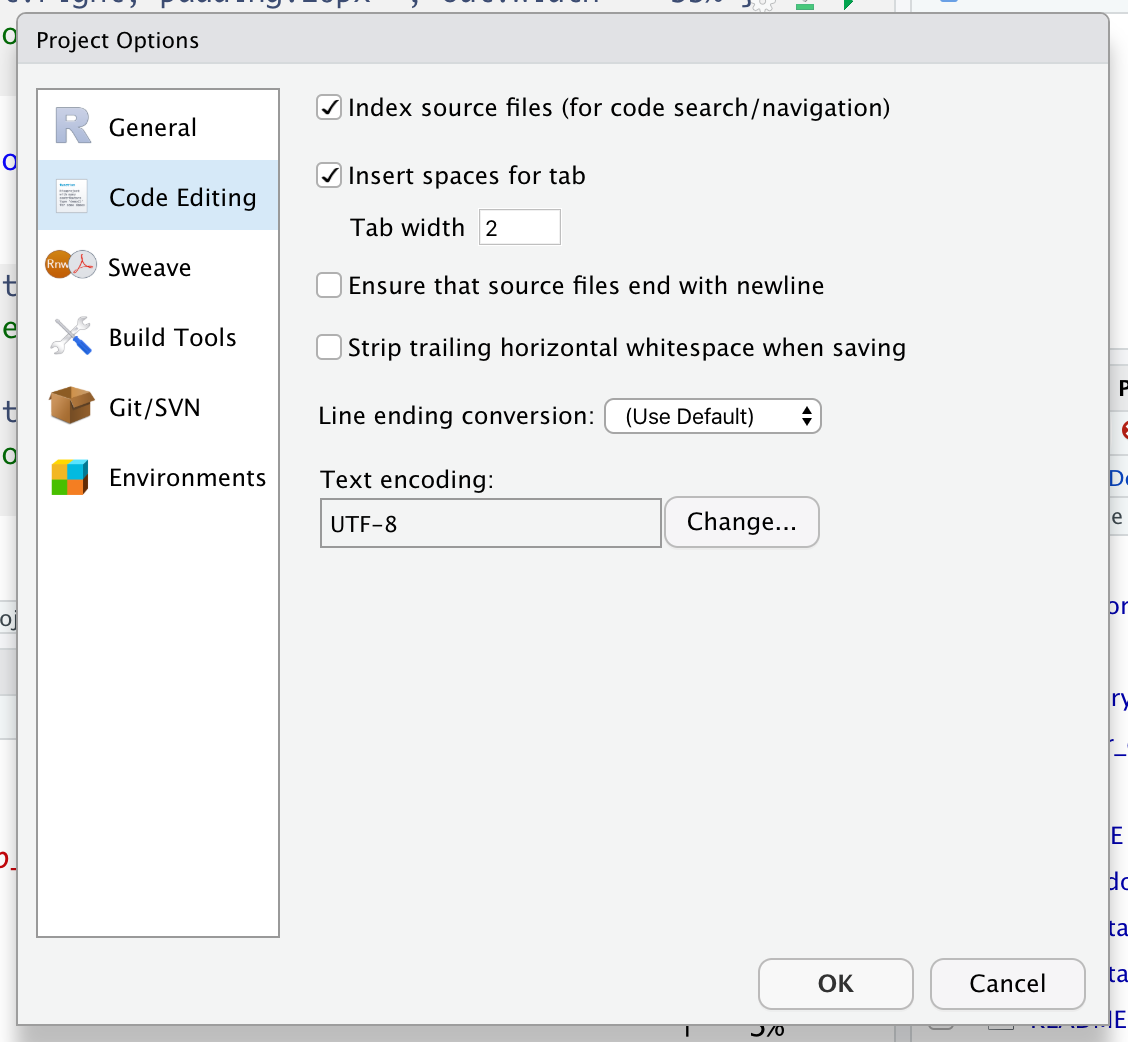 Project Options
General
Code Editing
Rnw
Sweave
Build Tools
Git/SVN
Environments
Index source files (for code search/navigation)
Insert spaces for tab
Tab width 2
Ensure that source files end with newline
Strip trailing horizontal whitespace when saving
Line ending conversion: (Use Default)
Text encoding:
UTF-8 Change...
OK Cancel